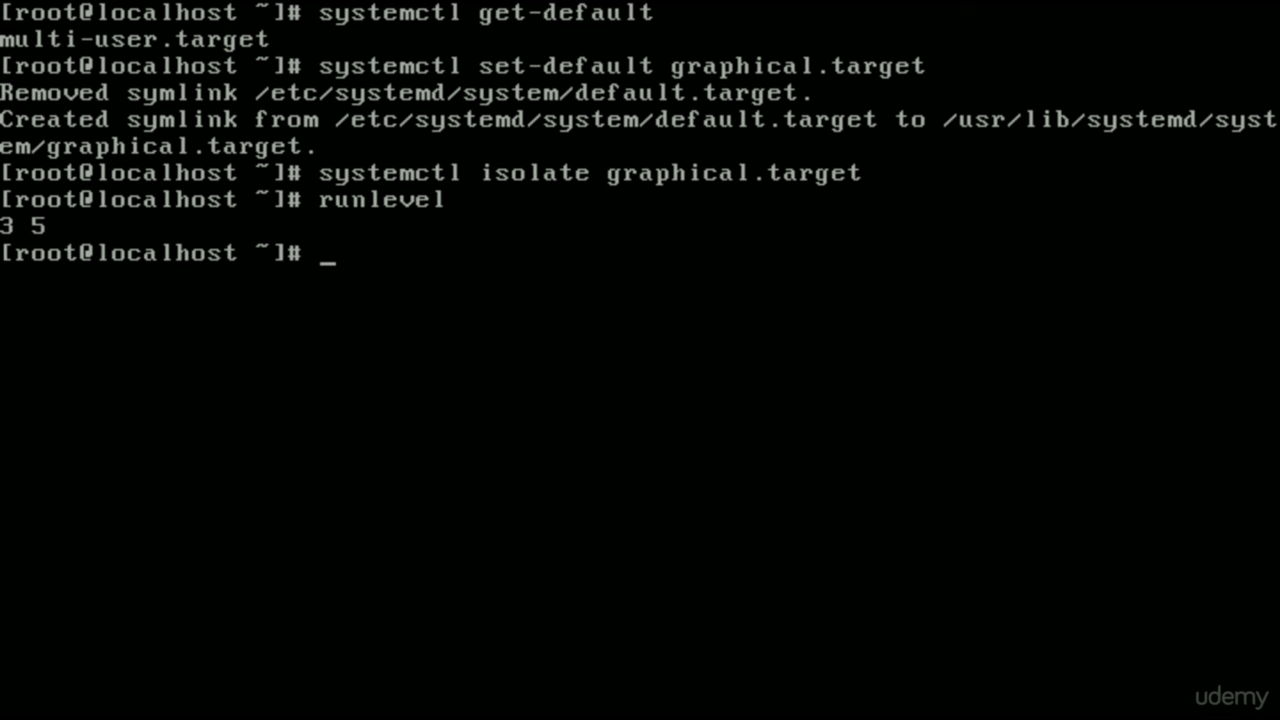 [root@localhost ~]# systemctl get-default
multi-user.target
[root@localhost ~]# systemctl set-default graphical.target
Removed symlink /etc/systemd/system/default.target.
Created symlink from /etc/systemd/system/default.target to /usr/lib/systemd/syst
em/graphical.target.
[root@localhost ~]# systemctl isolate graphical.target
[root@localhost ~]# runlevel
3 5
[root@localhost ~]# _
udemy